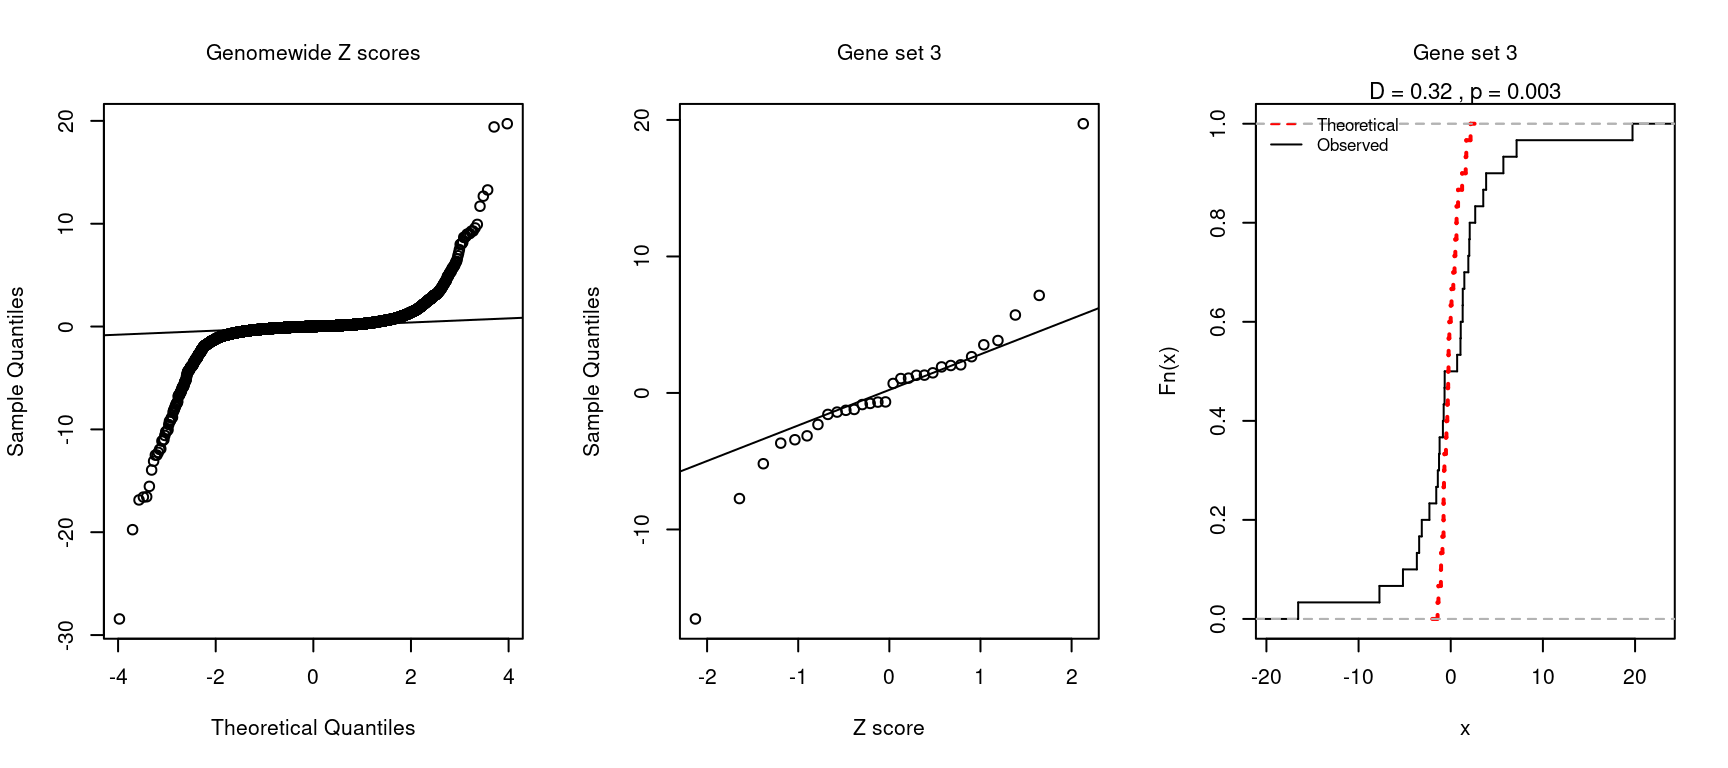 Genomewide Z scores
Sample Quantiles
20
10
0
-10
-20
-30
-4
-2
0
2
4
Theoretical Quantiles
Gene set 3
Sample Quantiles
20
10
0
-10
-2
-1
0
1
2
Z score
Gene set 3
D = 0.32 , p = 0.003
Theoretical
Observed
Fn(x)
1.0
0.8
0.6
0.4
0.2
0.0
-20
-10
0
10
20
x